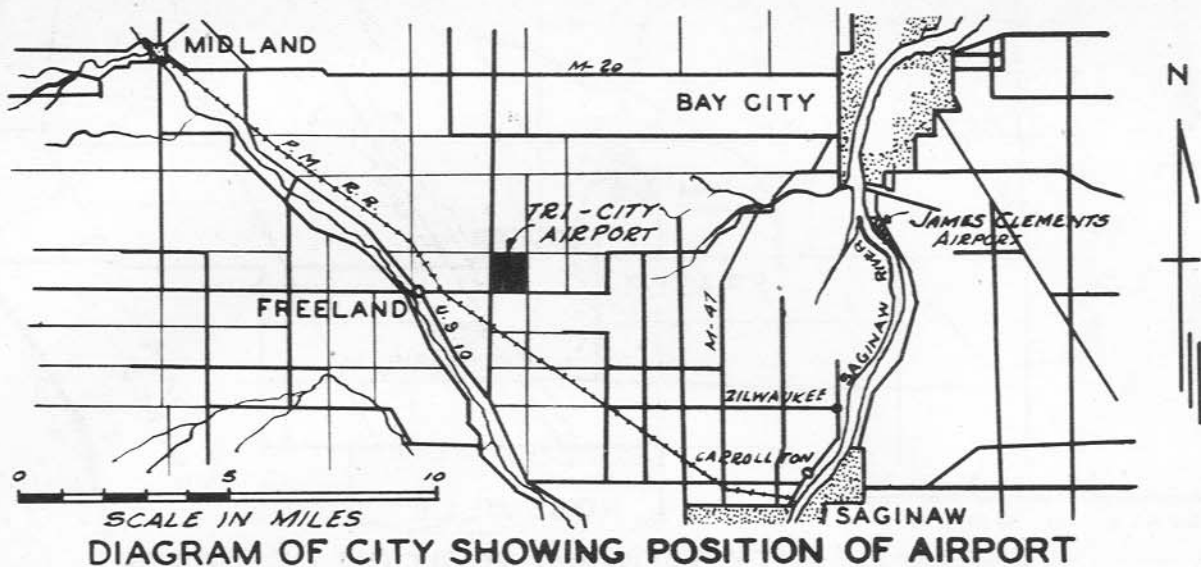 MIDLAND
M-20
BAY CITY
N
P.M. R.R.
TRI-CITY
AIRPORT
JAMES CLEMENTS
AIRPORT
FREELAND
U.S 10
M-47
SAGINAW RIVER
ZILWAUKEE
CARROLLTON
0 5 10
SCALE IN MILES
SAGINAW
DIAGRAM OF CITY SHOWING POSITION OF AIRPORT